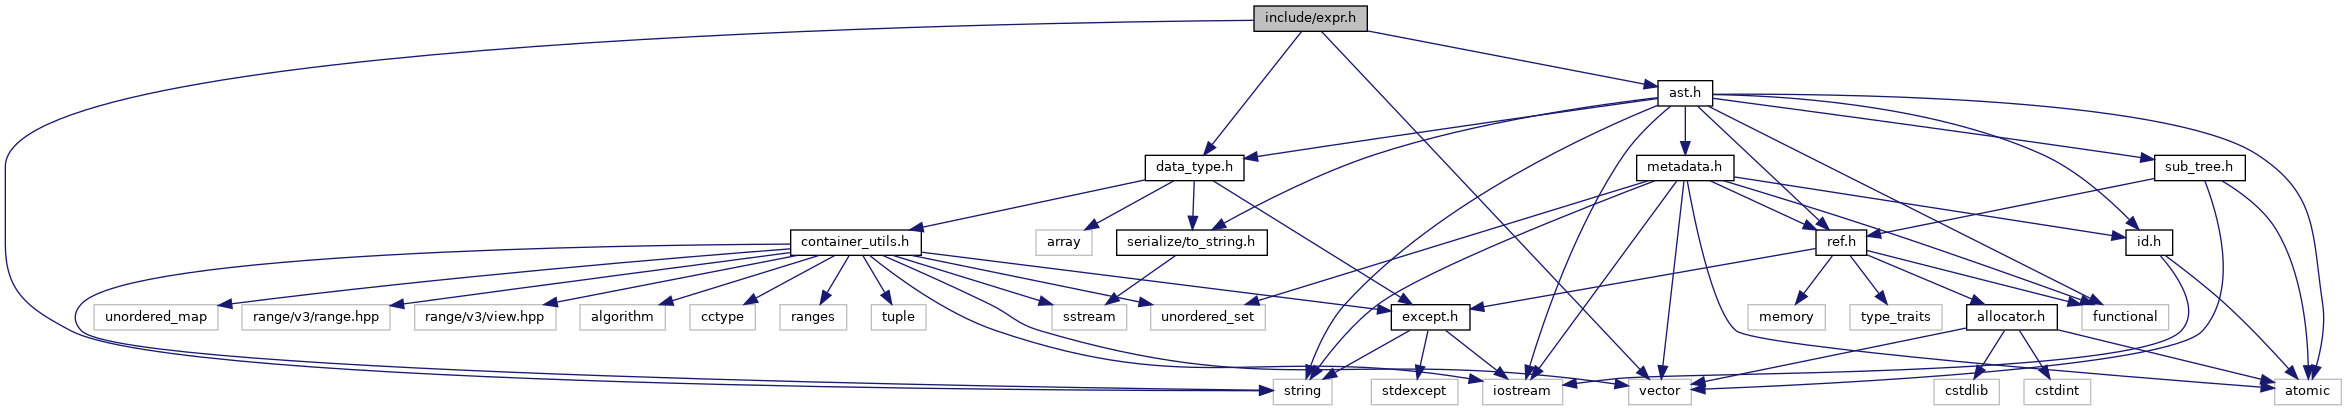 include/expr.h
ast.h
data_type.h
metadata.h
sub_tree.h
container_utils.h
array
serialize/to_string.h
ref.h
id.h
unordered_map
range/v3/range.hpp
range/v3/view.hpp
algorithm
cctype
ranges
tuple
sstream
unordered_set
except.h
memory
type_traits
allocator.h
functional
string
stdexcept
iostream
vector
cstdlib
cstdint
atomic